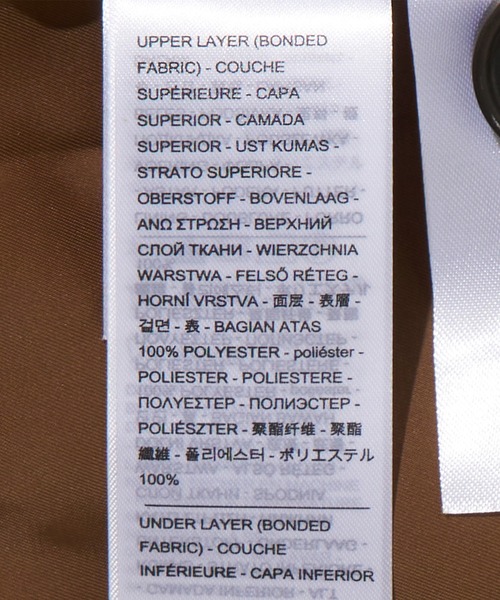 UPPER LAYER (BONDED
FABRIC) - COUCHE
SUPÉRIEURE - CAPA
SUPERIOR - CAMADA
SUPERIOR - UST KUMAS -
STRATO SUPERIORE -
OBERSTOFF - BOVENLAAG -
ΑΝΩ ΣΤΡΩΣΗ - ВЕРХНИЙ
СЛОЙ ТКАНИ - WIERZCHNIA
WARSTWA - FELSŐ RÉTEG -
HORNÍ VRSTVA - 面层 - 表層 -
겉면 - 表 - BAGIAN ATAS
100% POLYESTER - poliéster -
POLIESTER - POLIESTERE -
ΠΟΛΥΕΣΤΕΡ - ПОЛИЭСТЕР -
POLIÉSZTER - 聚酯纤维 - 聚酯
纖維 - 폴리에스터 - ポリエステル
100%
UNDER LAYER (BONDED
FABRIC) - COUCHE
INFÉRIEURE - CAPA INFERIOR